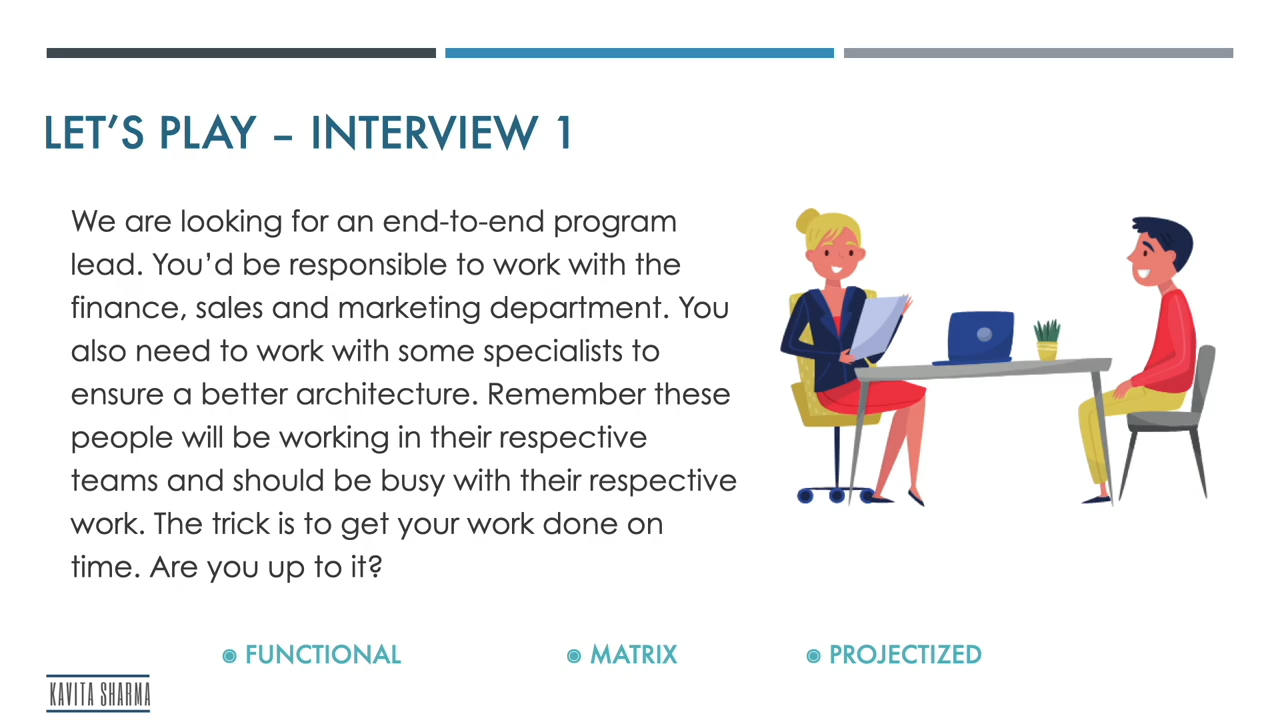 LET’S PLAY – INTERVIEW 1
We are looking for an end-to-end program
lead. You’d be responsible to work with the
finance, sales and marketing department. You
also need to work with some specialists to
ensure a better architecture. Remember these
people will be working in their respective
teams and should be busy with their respective
work. The trick is to get your work done on
time. Are you up to it?
FUNCTIONAL
MATRIX
PROJECTIZED
KAVITA SHARMA